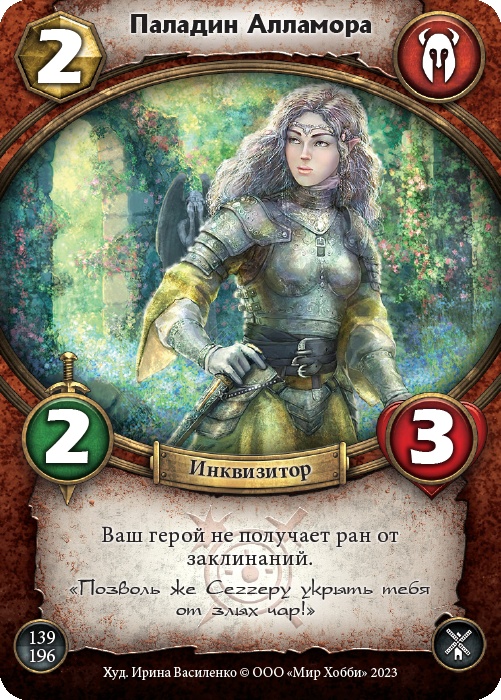 2
Паладин Алламора
2
3
Инквизитор
Ваш герой не получает ран от
заклинаний.
«Позволь же Сеггеру укрыть тебя
от злых чар!»
139
196
Худ. Ирина Василенко © ООО «Мир Хобби» 2023